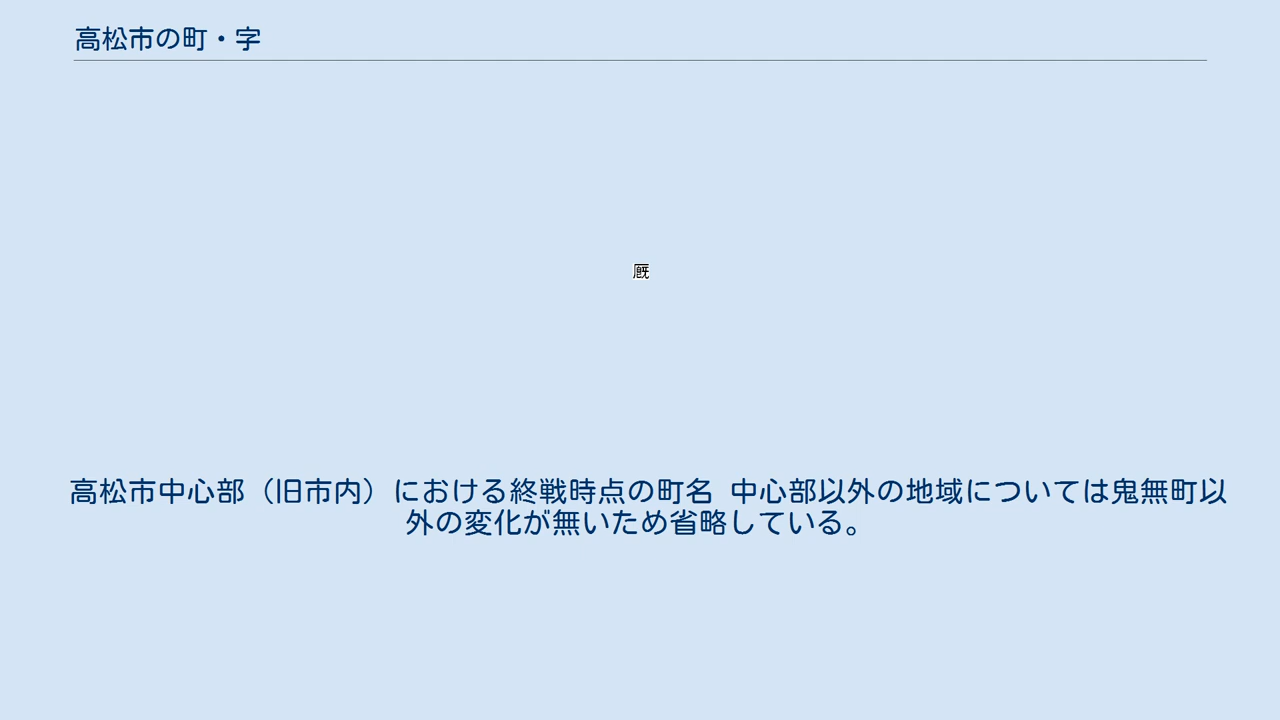 高松市の町・字
厩
高松市中心部（旧市内）における終戦時点の町名 中心部以外の地域については鬼無町以
外の変化が無いため省略している。